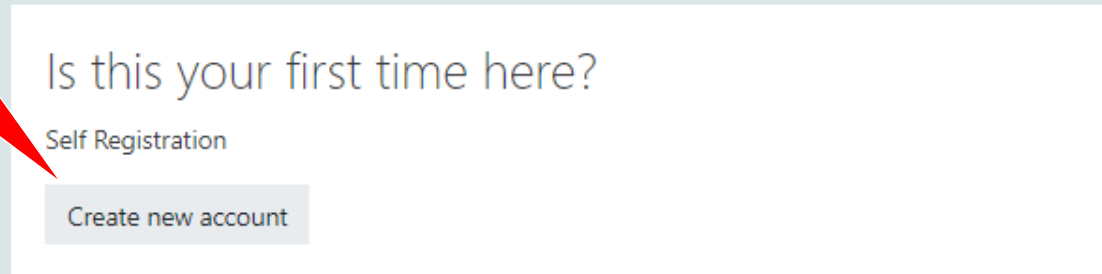 Is this your first time here?
Self Registration
Create new account